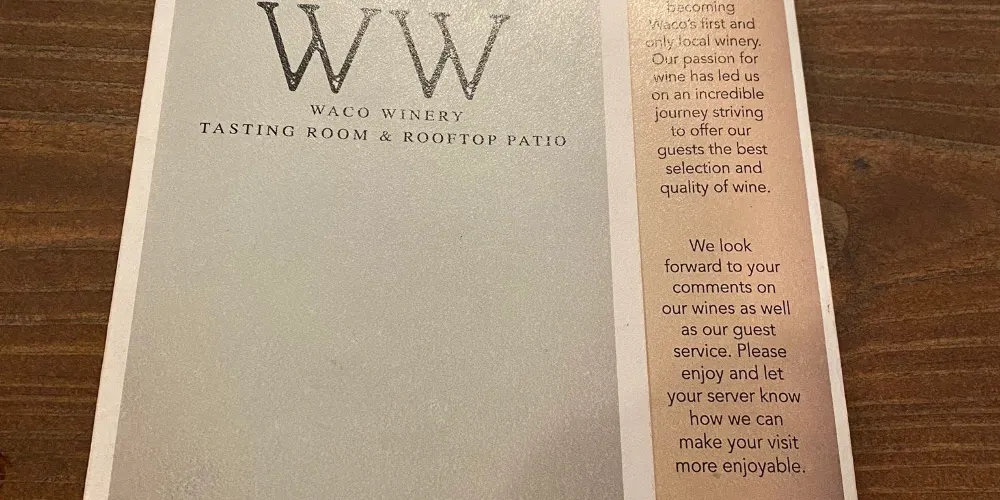 WW
WACO WINERY
TASTING ROOM & ROOFTOP PATIO
becoming
Waco's first and
only local winery.
Our passion for
wine has led us
on an incredible
journey striving
to offer our
guests the best
selection and
quality of wine.
We look
forward to your
comments on
our wines as well
as our guest
service. Please
enjoy and let
your server know
how we can
make your visit
more enjoyable.